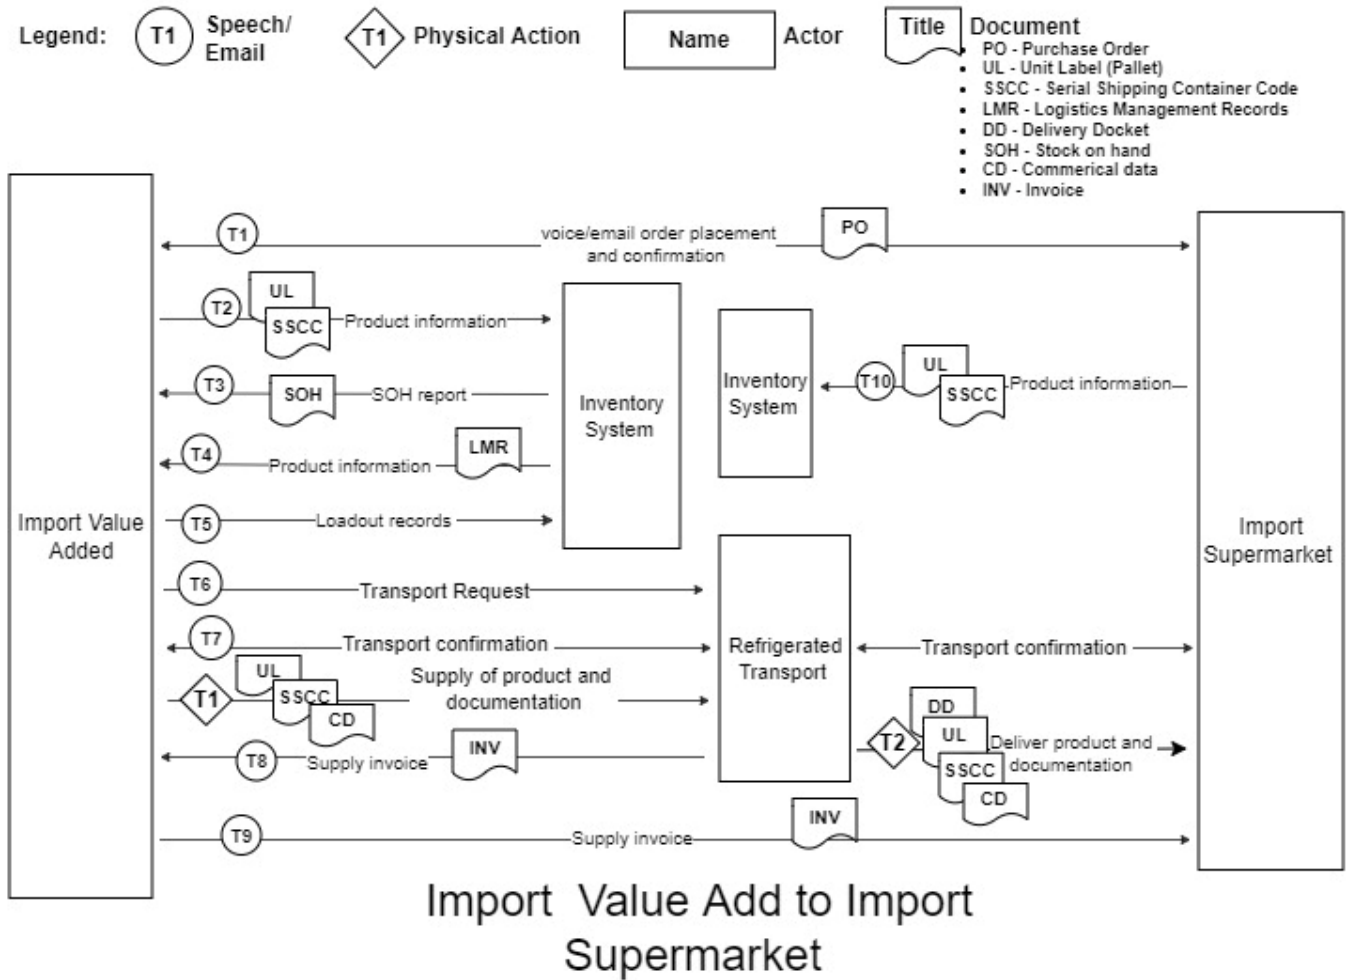 Legend:
T1
Speech/
Email
T1
Physical Action
Name
Actor
Title
Document
PO - Purchase Order
UL - Unit Label (Pallet)
SSCC - Serial Shipping Container Code
LMR - Logistics Management Records
DD - Delivery Docket
SOH - Stock on hand
CD - Commerical data
INV - Invoice
Import Value
Added
T1
voice/email order placement
and confirmation
PO
T2
UL
SSCC
Product information
T3
SOH
SOH report
T4
Product information
LMR
T5
Loadout records
Inventory
System
Inventory
System
T10
UL
SSCC
Product information
Import
Supermarket
T6
Transport Request
T7
Transport confirmation
Refrigerated
Transport
Transport confirmation
T1
UL
SSCC
CD
Supply of product and
documentation
T8
Supply invoice
INV
T2
DD
UL
SSCC
CD
Deliver product and
documentation
T9
Supply invoice
INV
Import Value Add to Import
Supermarket